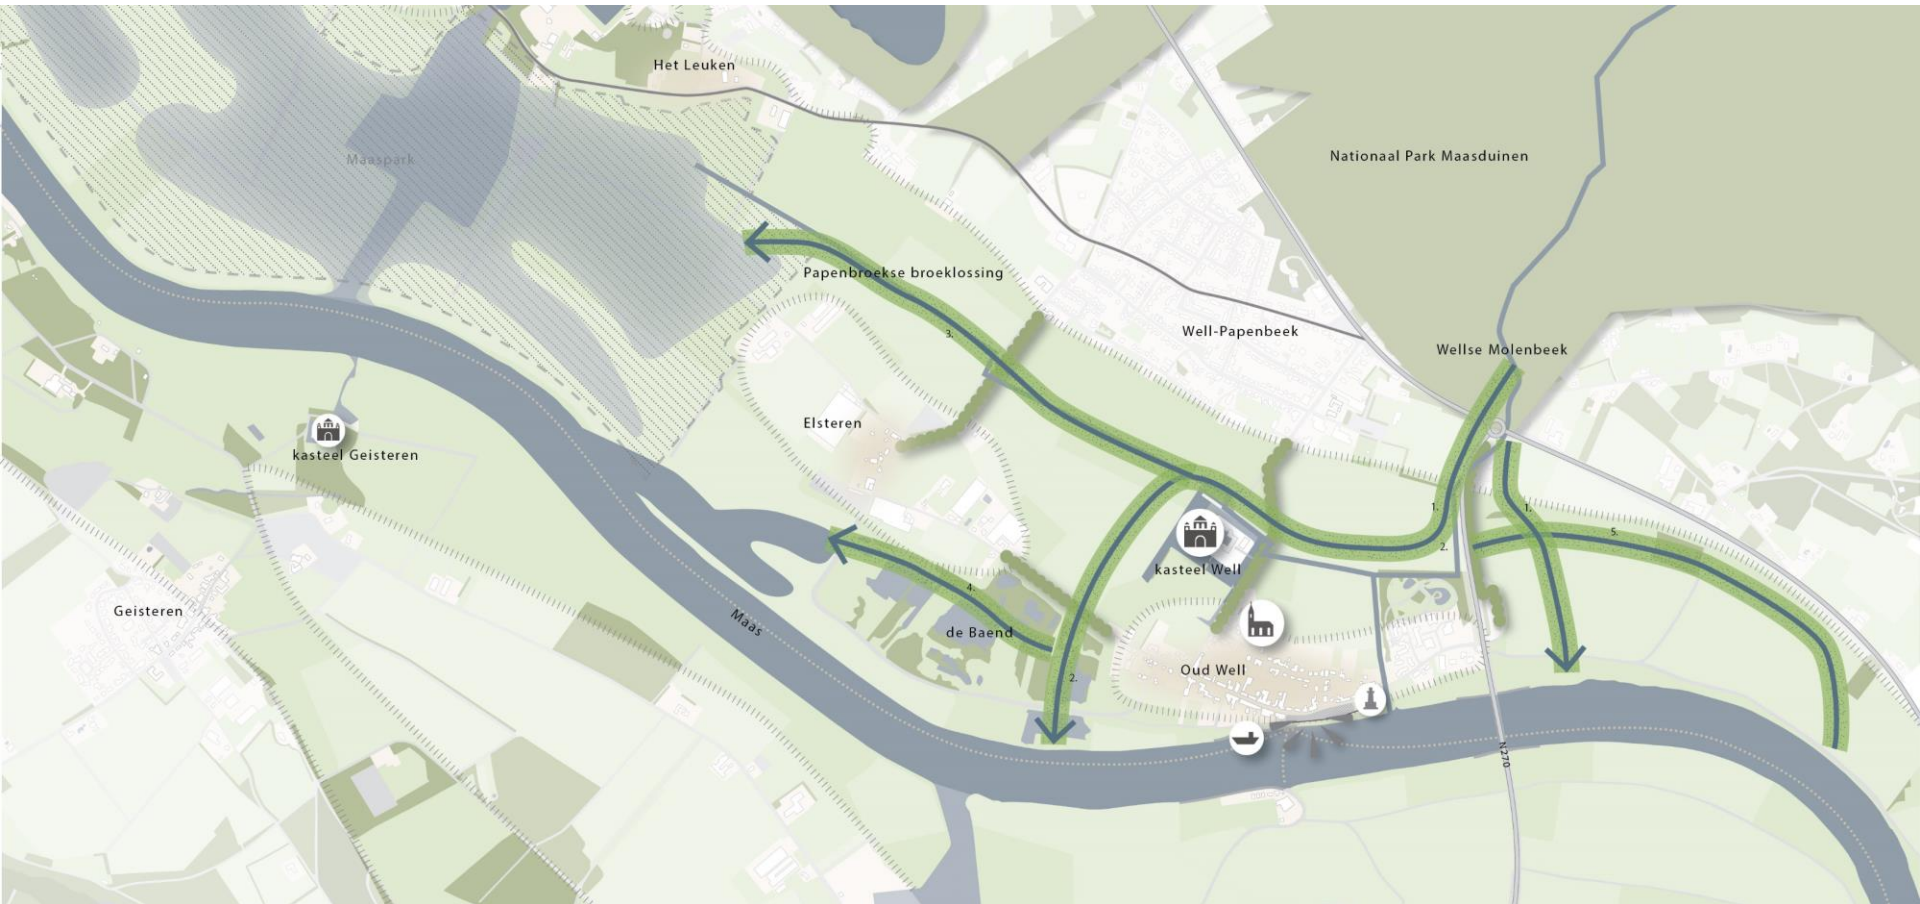 Het Leuken
Maaspark
Nationaal Park Maasduinen
Papenbroekse broeklossing
3.
Well-Papenbeek
Wellse Molenbeek
Elsteren
kasteel Geisteren
1.
1.
5.
2.
kasteel Well
4.
Geisteren
Maas
de Baend
Oud Well
2.
N270